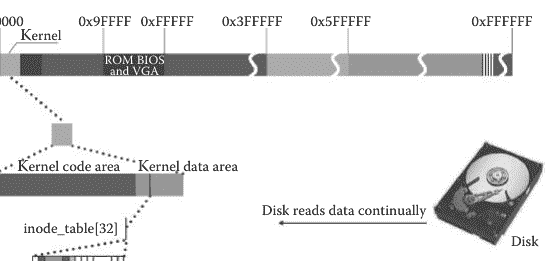 0000 0x9FFFF 0xFFFFF 0x3FFFFF 0x5FFFFF 0xFFFFFF
Kernel
ROM BIOS
and VGA
Kernel code area Kernel data area
Disk reads data continually
inode_table[32]
Disk